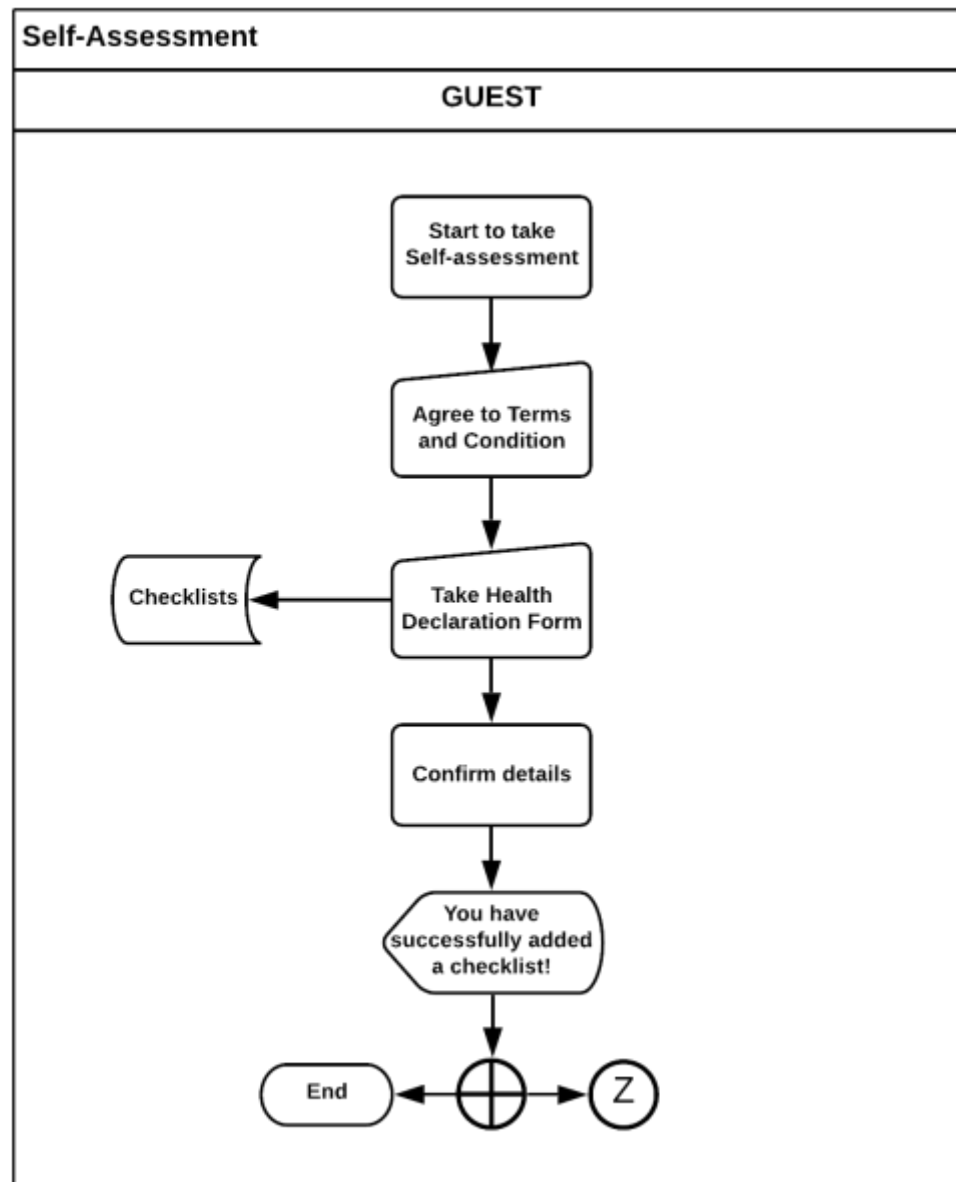 Self-Assessment
GUEST
Start to take
Self-assessment
Agree to Terms
and Condition
Checklists
Take Health
Declaration Form
Confirm details
You have
successfully added
a checklist!
End
Z